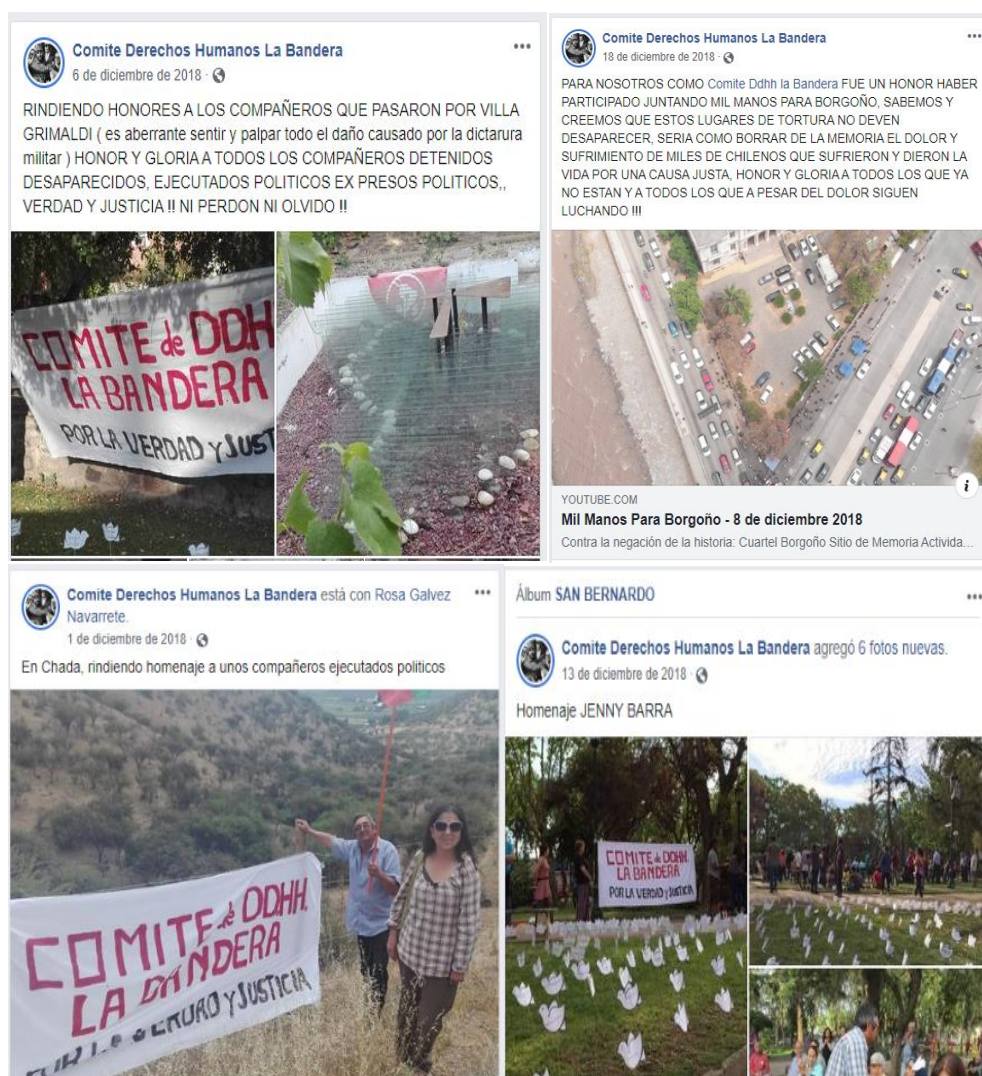 Comite Derechos Humanos La Bandera
6 de diciembre de 2018 ·
RINDIENDO HONORES A LOS COMPAÑEROS QUE PASARON POR VILLA
GRIMALDI ( es aberrante sentir y palpar todo el daño causado por la dictarura
militar ) HONOR Y GLORIA A TODOS LOS COMPAÑEROS DETENIDOS
DESAPARECIDOS, EJECUTADOS POLITICOS EX PRESOS POLITICOS,,
VERDAD Y JUSTICIA !! NI PERDON NI OLVIDO !!
COMITE de DDH
LA BANDERA
POR LA VERDAD Y JUST
Comite Derechos Humanos La Bandera
18 de diciembre de 2018 ·
PARA NOSOTROS COMO Comite Ddhh la Bandera FUE UN HONOR HABER
PARTICIPADO JUNTANDO MIL MANOS PARA BORGOÑO, SABEMOS Y
CREEMOS QUE ESTOS LUGARES DE TORTURA NO DEVEN
DESAPARECER, SERIA COMO BORRAR DE LA MEMORIA EL DOLOR Y
SUFRIMIENTO DE MILES DE CHILENOS QUE SUFRIERON Y DIERON LA
VIDA POR UNA CAUSA JUSTA, HONOR Y GLORIA A TODOS LOS QUE YA
NO ESTAN Y A TODOS LOS QUE A PESAR DEL DOLOR SIGUEN
LUCHANDO !!!
YOUTUBE.COM
Mil Manos Para Borgoño - 8 de diciembre 2018
Contra la negación de la historia: Cuartel Borgoño Sitio de Memoria Activida...
Comite Derechos Humanos La Bandera está con Rosa Galvez
Navarrete.
1 de diciembre de 2018 ·
En Chada, rindiendo homenaje a unos compañeros ejecutados politicos
COMITE de DDHH
LA BANDERA
Y JUSTICIA
Álbum SAN BERNARDO
Comite Derechos Humanos La Bandera agregó 6 fotos nuevas.
13 de diciembre de 2018 ·
Homenaje JENNY BARRA
COMITE de DDHH
LA BANDERA
POR LA VERDAD Y JUSTICIA